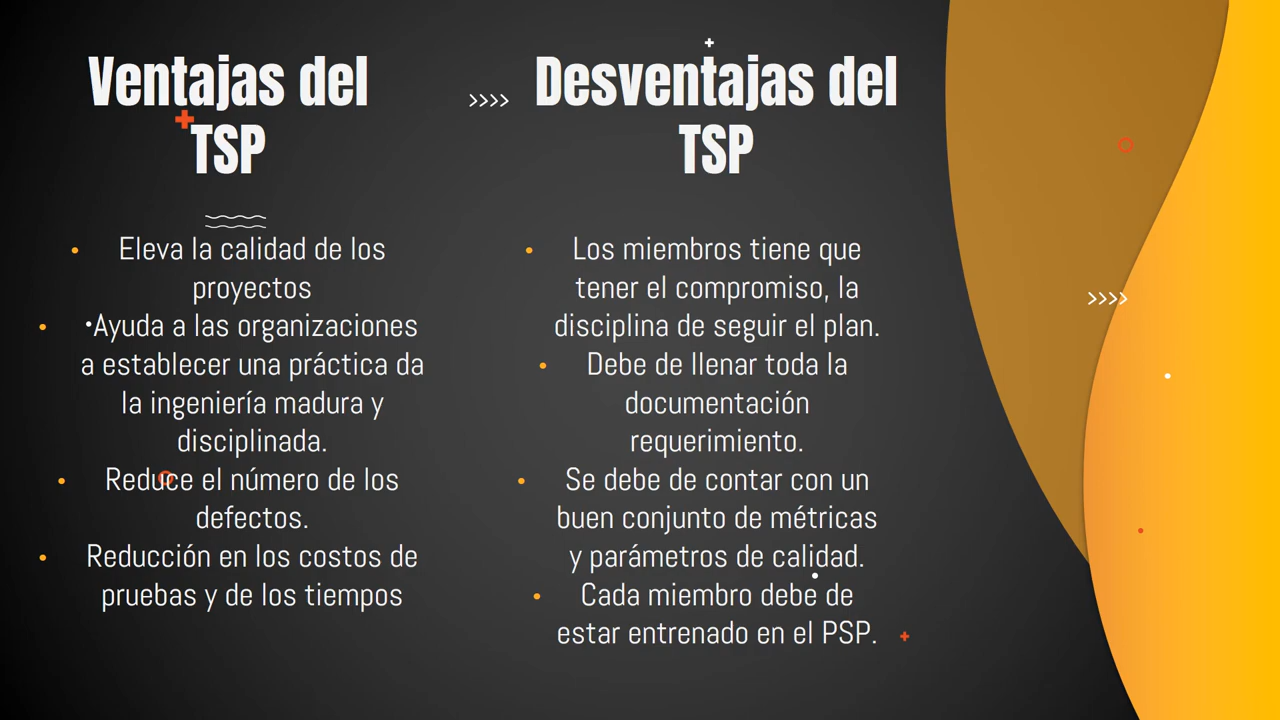 Ventajas del
TSP
Eleva la calidad de los
proyectos
•Ayuda a las organizaciones
a establecer una práctica da
la ingeniería madura y
disciplinada.
Reduce el número de los
defectos.
Reducción en los costos de
pruebas y de los tiempos
>>>>
Desventajas del
TSP
Los miembros tiene que
tener el compromiso, la
disciplina de seguir el plan.
Debe de llenar toda la
documentación
requerimiento.
Se debe de contar con un
buen conjunto de métricas
y parámetros de calidad.
Cada miembro debe de
estar entrenado en el PSP.
>>>>